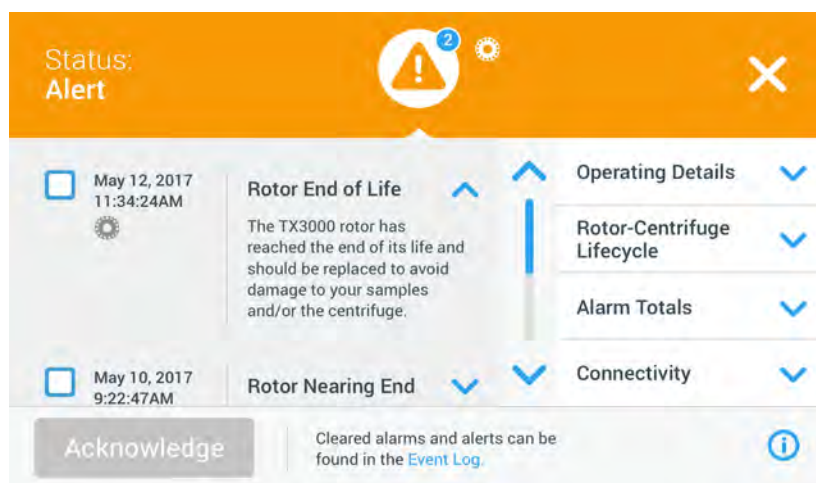 Status:
Alert
2
May 12, 2017
11:34:24AM
Rotor End of Life
The TX3000 rotor has
reached the end of its life and
should be replaced to avoid
damage to your samples
and/or the centrifuge.
May 10, 2017
9:22:47AM
Rotor Nearing End
Operating Details
Rotor-Centrifuge
Lifecycle
Alarm Totals
Connectivity
Acknowledge
Cleared alarms and alerts can be
found in the Event Log.